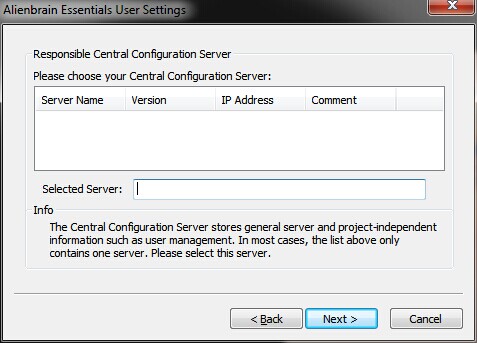 Alienbrain Essentials User Settings
Responsible Central Configuration Server
Please choose your Central Configuration Server:
Server Name Version IP Address Comment
Selected Server:
Info
The Central Configuration Server stores general server and project-independent
information such as user management. In most cases, the list above only
contains one server. Please select this server.
< Back Next > Cancel